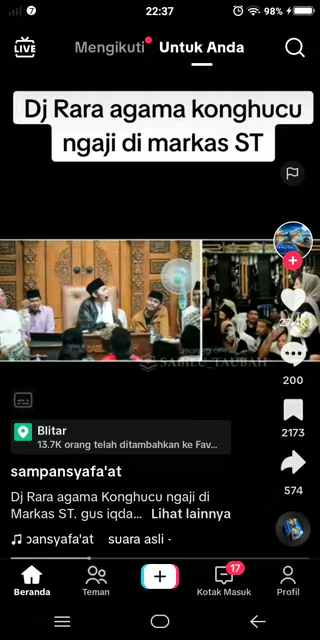 22:37
98%
LIVE
Mengikuti
Untuk Anda
Dj Rara agama konghucu
ngaji di markas ST
SABILU_TAUBAH
200
2173
574
Blitar
13.7K orang telah ditambahkan ke Fav...
sampansyafa'at
Dj Rara agama Konghucu ngaji di
Markas ST. gus iqda... Lihat lainnya
ɔansyafa'at suara asli -
17
Beranda
Teman
Kotak Masuk
Profil